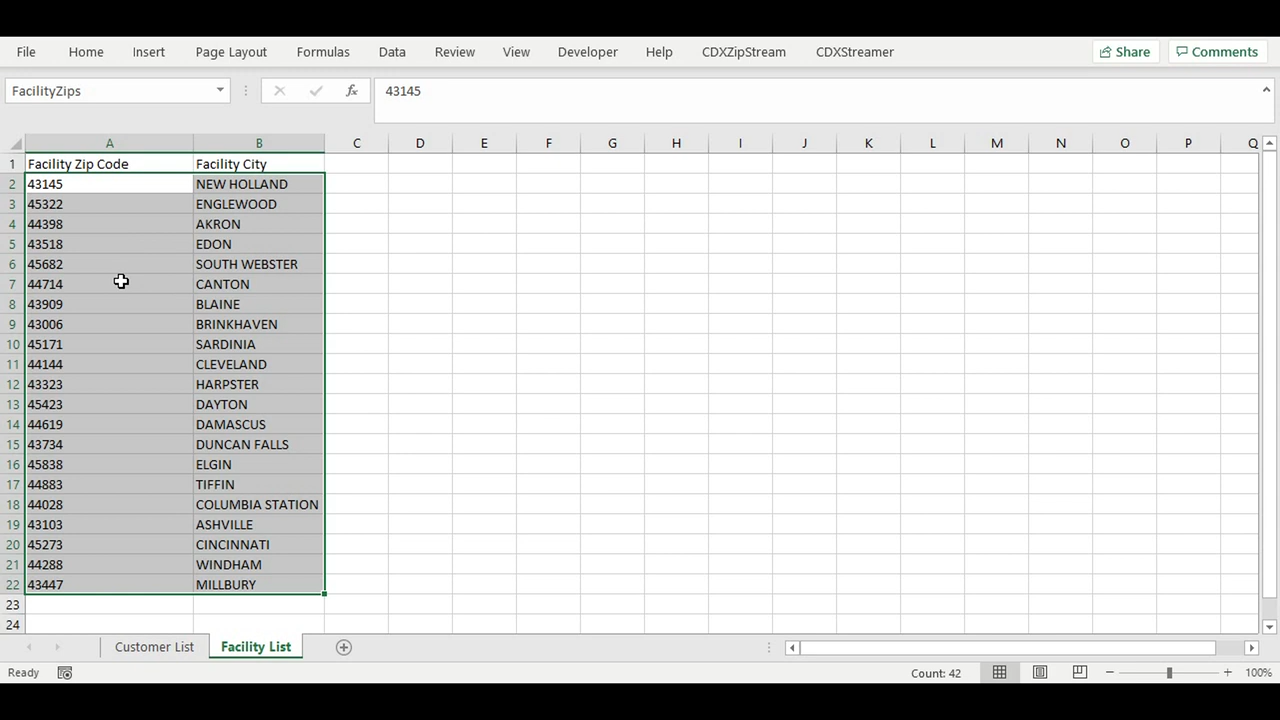 File Home Insert Page Layout Formulas Data Review View Developer Help CDXZipStream CDXStreamer Share Comments
FacilityZips fx 43145
A B C D E F G H I J K L M N O P Q
1 Facility Zip Code Facility City
2 43145 NEW HOLLAND
3 45322 ENGLEWOOD
4 44398 AKRON
5 43518 EDON
6 45682 SOUTH WEBSTER
7 44714 CANTON
8 43909 BLAINE
9 43006 BRINKHAVEN
10 45171 SARDINIA
11 44144 CLEVELAND
12 43323 HARPSTER
13 45423 DAYTON
14 44619 DAMASCUS
15 43734 DUNCAN FALLS
16 45838 ELGIN
17 44883 TIFFIN
18 44028 COLUMBIA STATION
19 43103 ASHVILLE
20 45273 CINCINNATI
21 44288 WINDHAM
22 43447 MILLBURY
23
24
Customer List Facility List
Ready Count: 42 100%